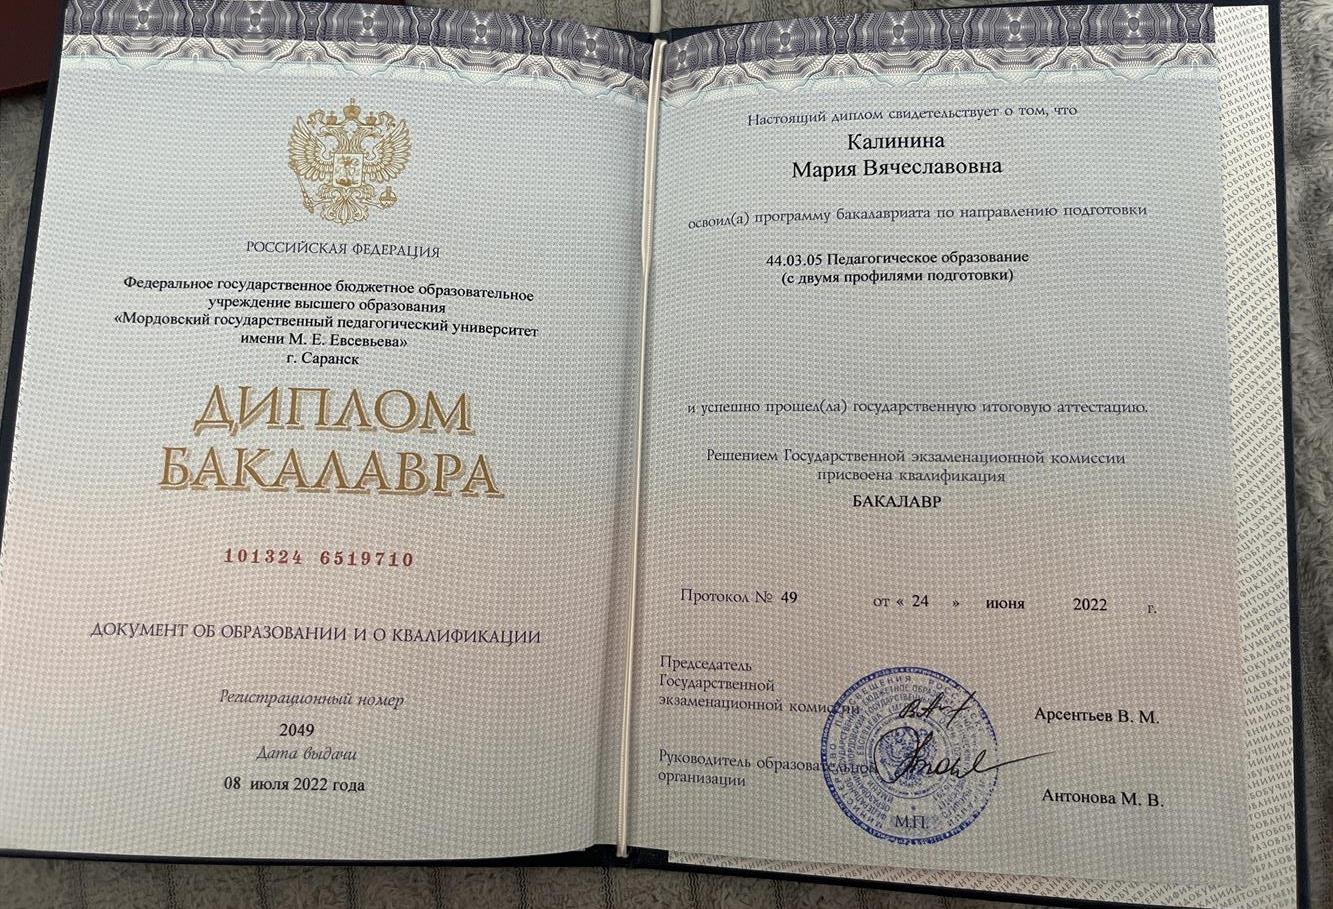 РОССИЙСКАЯ ФЕДЕРАЦИЯ
Федеральное государственное бюджетное образовательное
учреждение высшего образования
«Мордовский государственный педагогический университет
имени М. Е. Евсевьева»
г. Саранск
ДИПЛОМ
БАКАЛАВРА
101324 6519710
ДОКУМЕНТ ОБ ОБРАЗОВАНИИ И О КВАЛИФИКАЦИИ
Регистрационный номер
2049
Дата выдачи
08 июля 2022 года
Настоящий диплом свидетельствует о том, что
Калинина
Мария Вячеславовна
освоил(а) программу бакалавриата по направлению подготовки
44.03.05 Педагогическое образование
(с двумя профилями подготовки)
и успешно прошел(ла) государственную итоговую аттестацию.
Решением Государственной экзаменационной комиссии
присвоена квалификация
БАКАЛАВР
Протокол № 49 от « 24 » июня 2022 г.
Председатель
Государственной
экзаменационной комиссии
Арсентьев В. М.
Руководитель образовательной
организации
Антонова М. В.
М.П.